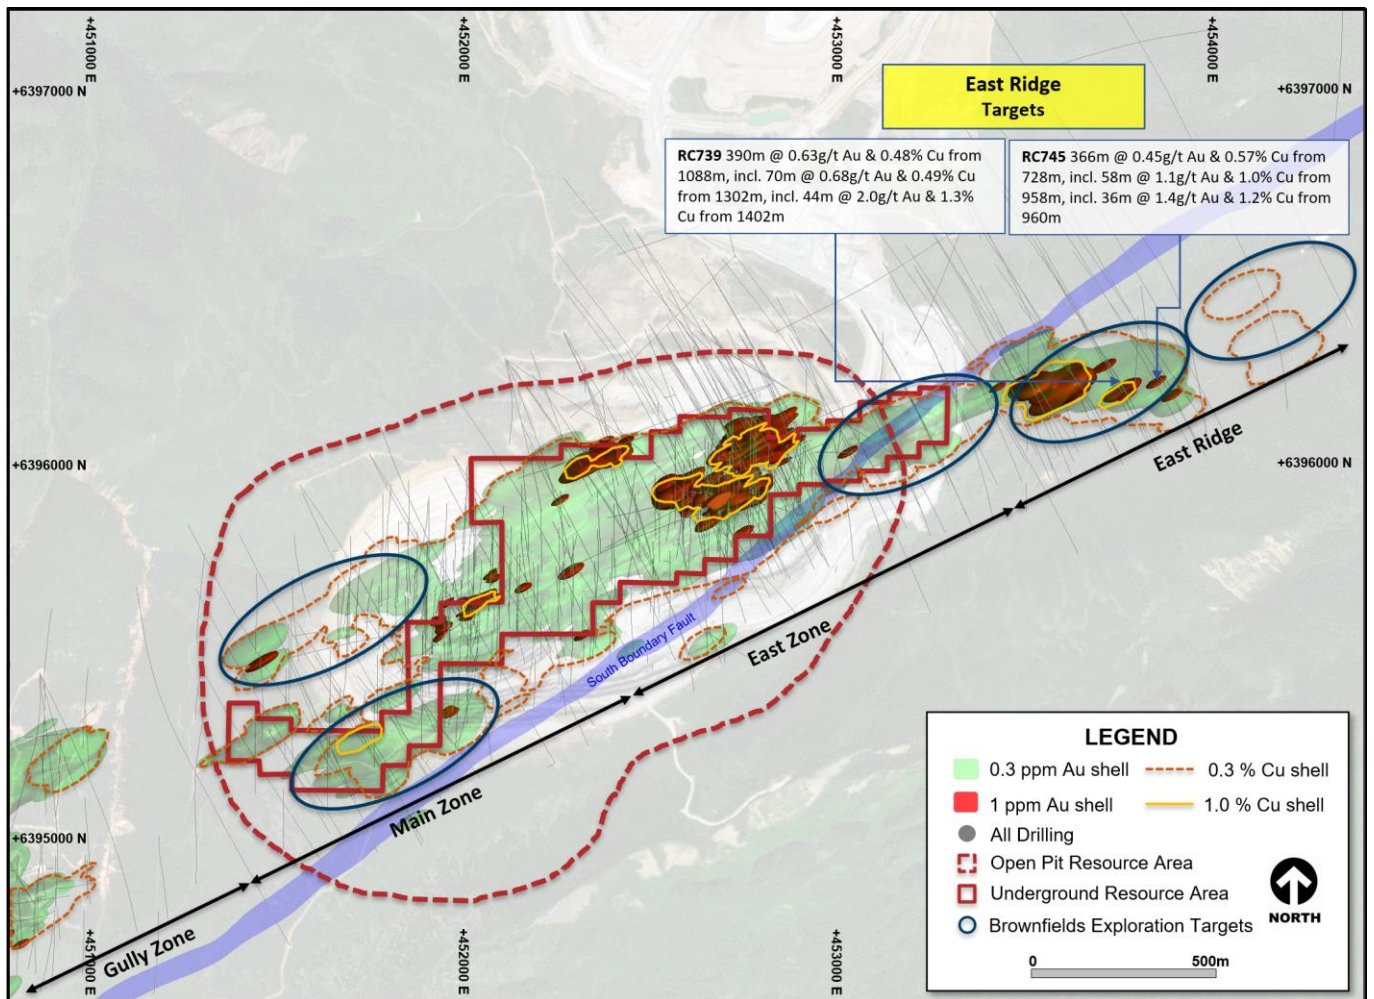 +451000 E
+452000 E
+453000 E
+454000 E
+6397000 N
+6397000 N
East Ridge
Targets
RC739 390m @ 0.63g/t Au & 0.48% Cu from
1088m, incl. 70m @ 0.68g/t Au & 0.49% Cu
from 1302m, incl. 44m @ 2.0g/t Au & 1.3%
Cu from 1402m
RC745 366m @ 0.45g/t Au & 0.57% Cu from
728m, incl. 58m @ 1.1g/t Au & 1.0% Cu from
958m, incl. 36m @ 1.4g/t Au & 1.2% Cu from
960m
East Ridge
+6396000 N
+6396000 N
South Boundary Fault
East Zone
Main Zone
+6395000 N
Gully Zone
+451000 E
+452000 E
+453000 E
LEGEND
0.3 ppm Au shell
0.3 % Cu shell
1 ppm Au shell
1.0 % Cu shell
All Drilling
Open Pit Resource Area
Underground Resource Area
Brownfields Exploration Targets
NORTH
0
500m